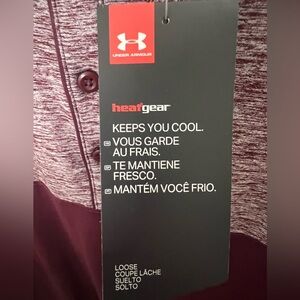 UNDER ARMOUR
heatgear
KEEPS YOU COOL.
VOUS GARDE
AU FRAIS.
TE MANTIENE
FRESCO.
MANTÉM VOCÊ FRIO.
LOOSE
COUPE LÂCHE
SUELTO
SOLTO